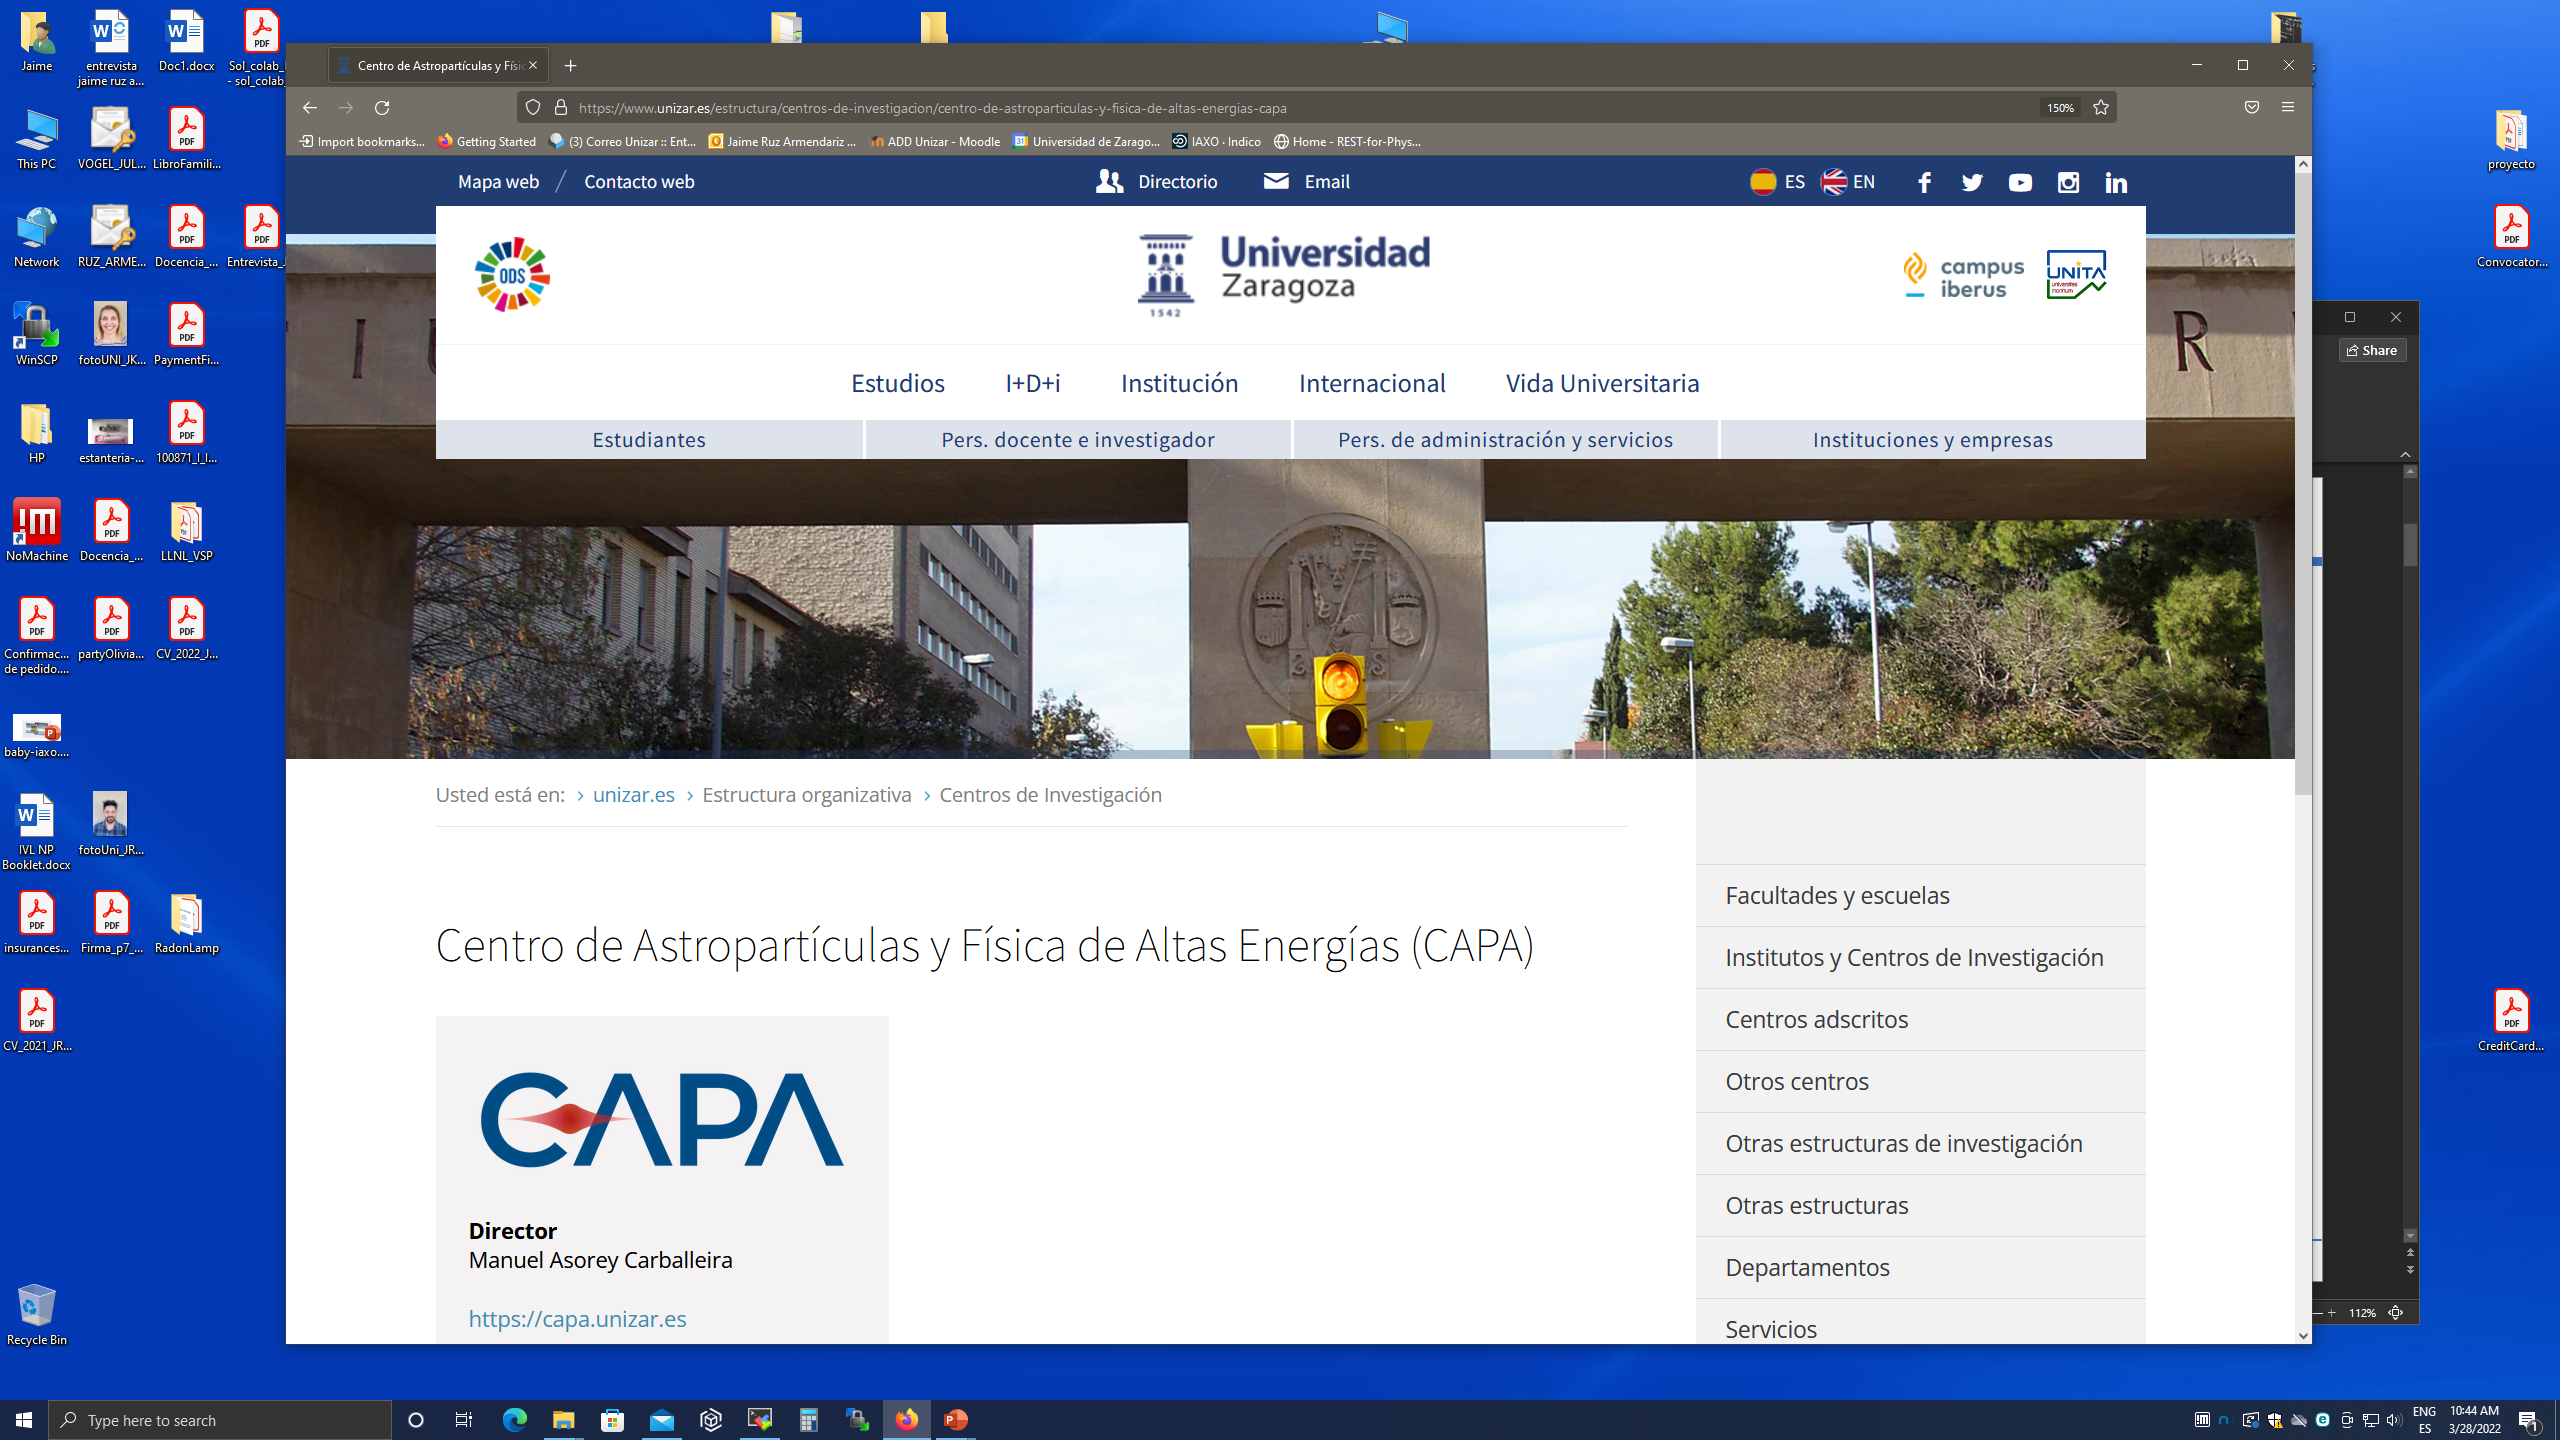 Jaime
entrevista
jaime ruz a...
Doc1.docx
Sol_colab_
- sol_colab_
This PC
VOGEL_JUL...
LibroFamili...
Network
RUZ_ARME...
Docencia_...
Entrevista_J
WinSCP
fotoUNI_JK...
PaymentFi...
HP
estanteria-...
100871_I_I...
NoMachine
Docencia_...
LLNL_VSP
Confirmac...
de pedido....
partyOlivia...
CV_2022_J...
baby-iaxo....
IVL NP
Booklet.docx
fotoUni_JR...
insurances...
Firma_p7_...
RadonLamp
CV_2021_JR...
Recycle Bin
Centro de Astropartículas y Físic
https://www.unizar.es/estructura/centros-de-investigacion/centro-de-astroparticulas-y-fisica-de-altas-energias-capa
150%
Import bookmarks...
Getting Started
(3) Correo Unizar :: Ent...
Jaime Ruz Armendariz ...
ADD Unizar - Moodle
Universidad de Zarago...
IAXO · Indico
Home - REST-for-Phys...
Mapa web / Contacto web
Directorio
Email
ES
EN
ODS
Universidad
Zaragoza
1542
campus
iberus
UNITA
Estudios
I+D+i
Institución
Internacional
Vida Universitaria
Estudiantes
Pers. docente e investigador
Pers. de administración y servicios
Instituciones y empresas
R
Usted está en: › unizar.es › Estructura organizativa › Centros de Investigación
Centro de Astropartículas y Física de Altas Energías (CAPA)
CAPA
Director
Manuel Asorey Carballeira
https://capa.unizar.es
Facultades y escuelas
Institutos y Centros de Investigación
Centros adscritos
Otros centros
Otras estructuras de investigación
Otras estructuras
Departamentos
Servicios
Share
112%
proyecto
Convocator...
CreditCard...
Type here to search
ENG
ES
10:44 AM
3/28/2022
1